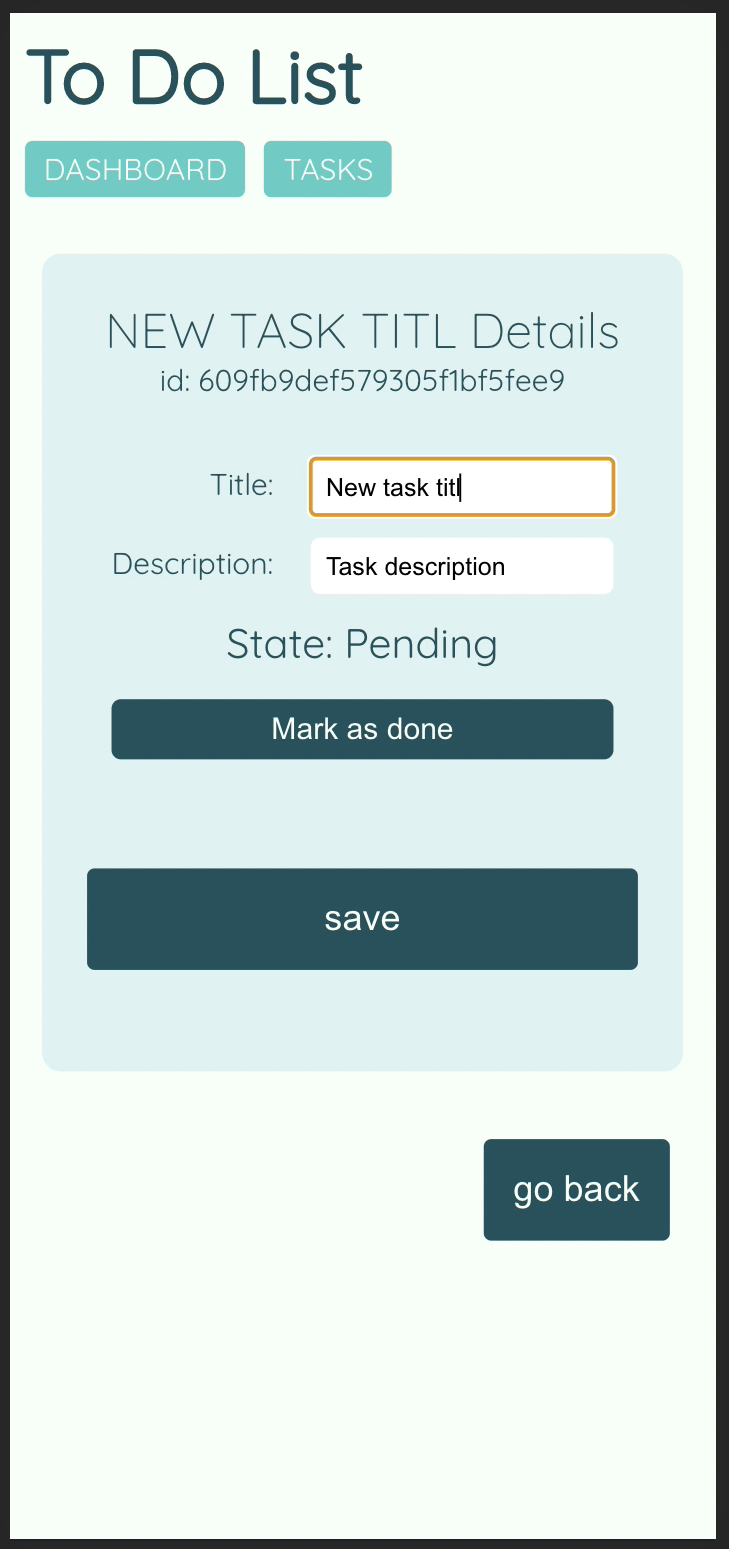 To Do List
DASHBOARD TASKS
NEW TASK TITL Details
id: 609fb9def579305f1bf5fee9
Title: New task titl
Description: Task description
State: Pending
Mark as done
save
go back